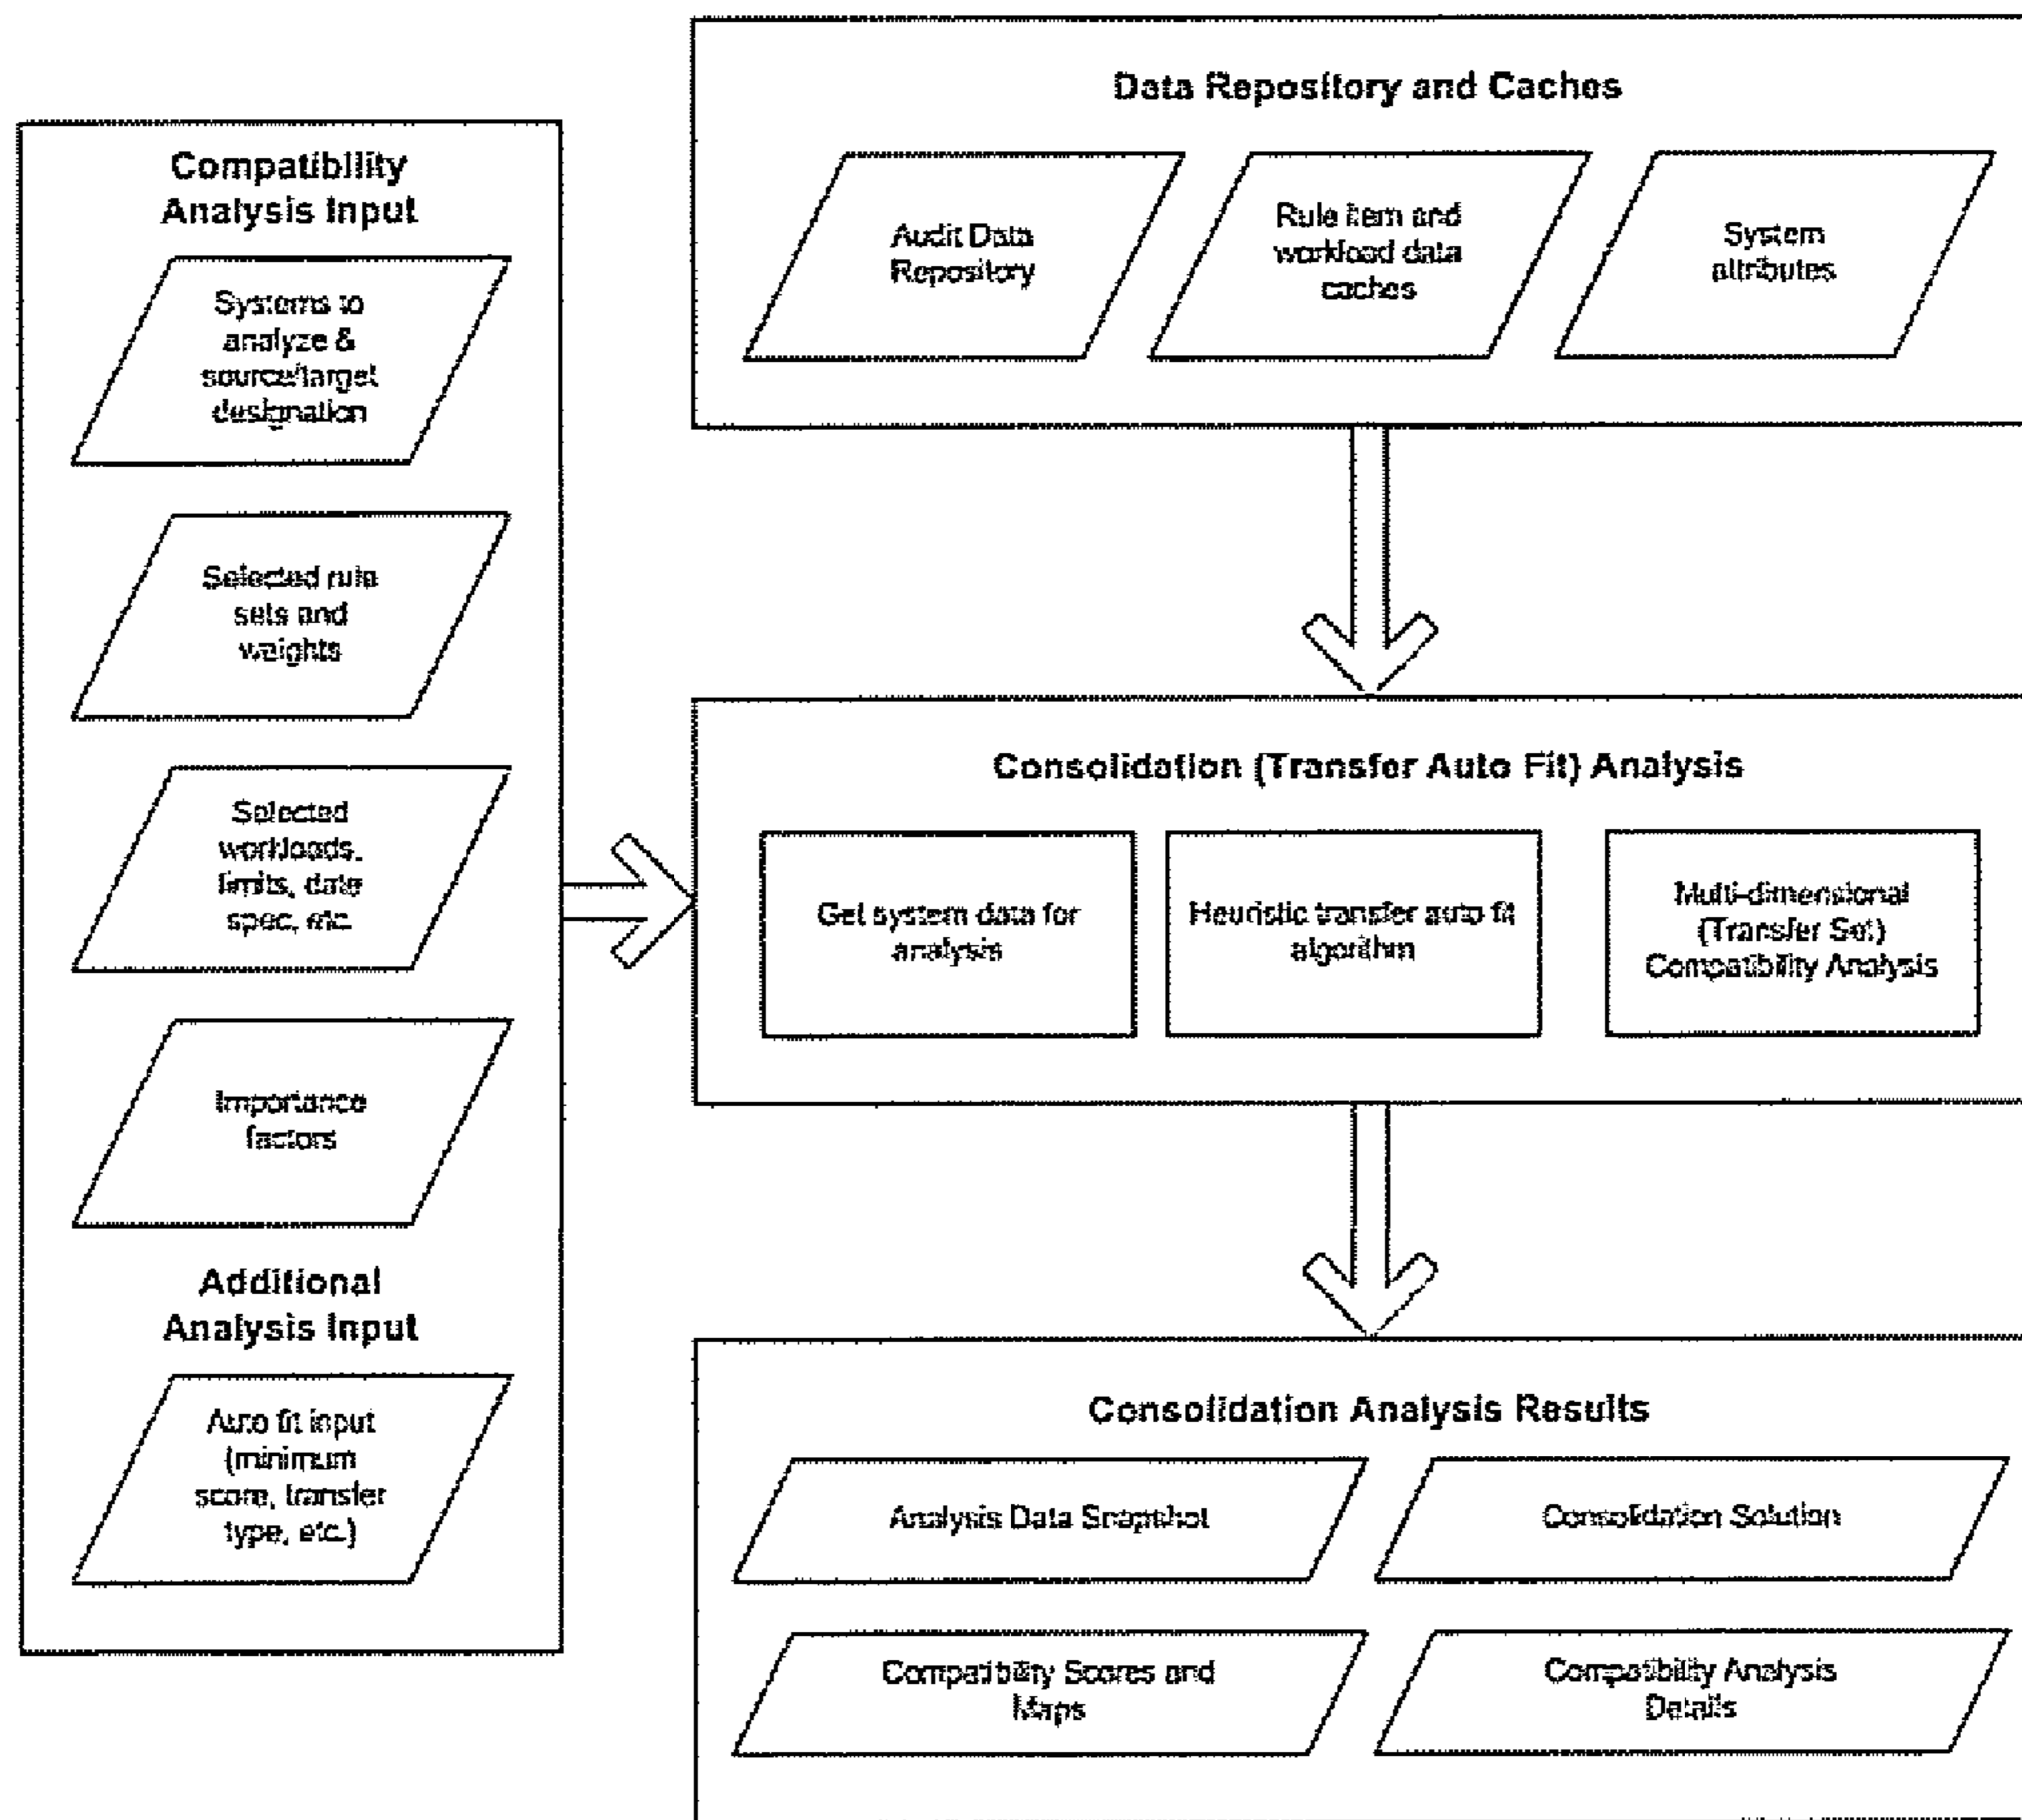 Data Repository and Caches
Audit Data
Repository
Rule item and
workload data
caches
System
attributes
Compatibility
Analysis Input
Systems to
analyze &
source/target
designation
Selected rule
sets and
weights
Selected
workloads,
limits, date
spec, etc.
Importance
factors
Additional
Analysis Input
Auto fit input
(minimum
score, transfer
type, etc.)
Consolidation (Transfer Auto Fit) Analysis
Get system data for
analysis
Heuristic transfer auto fit
algorithm
Multi-dimensional
(Transfer Set)
Compatibility Analysis
Consolidation Analysis Results
Analysis Data Snapshot
Consolidation Solution
Compatibility Scores and
Maps
Compatibility Analysis
Details